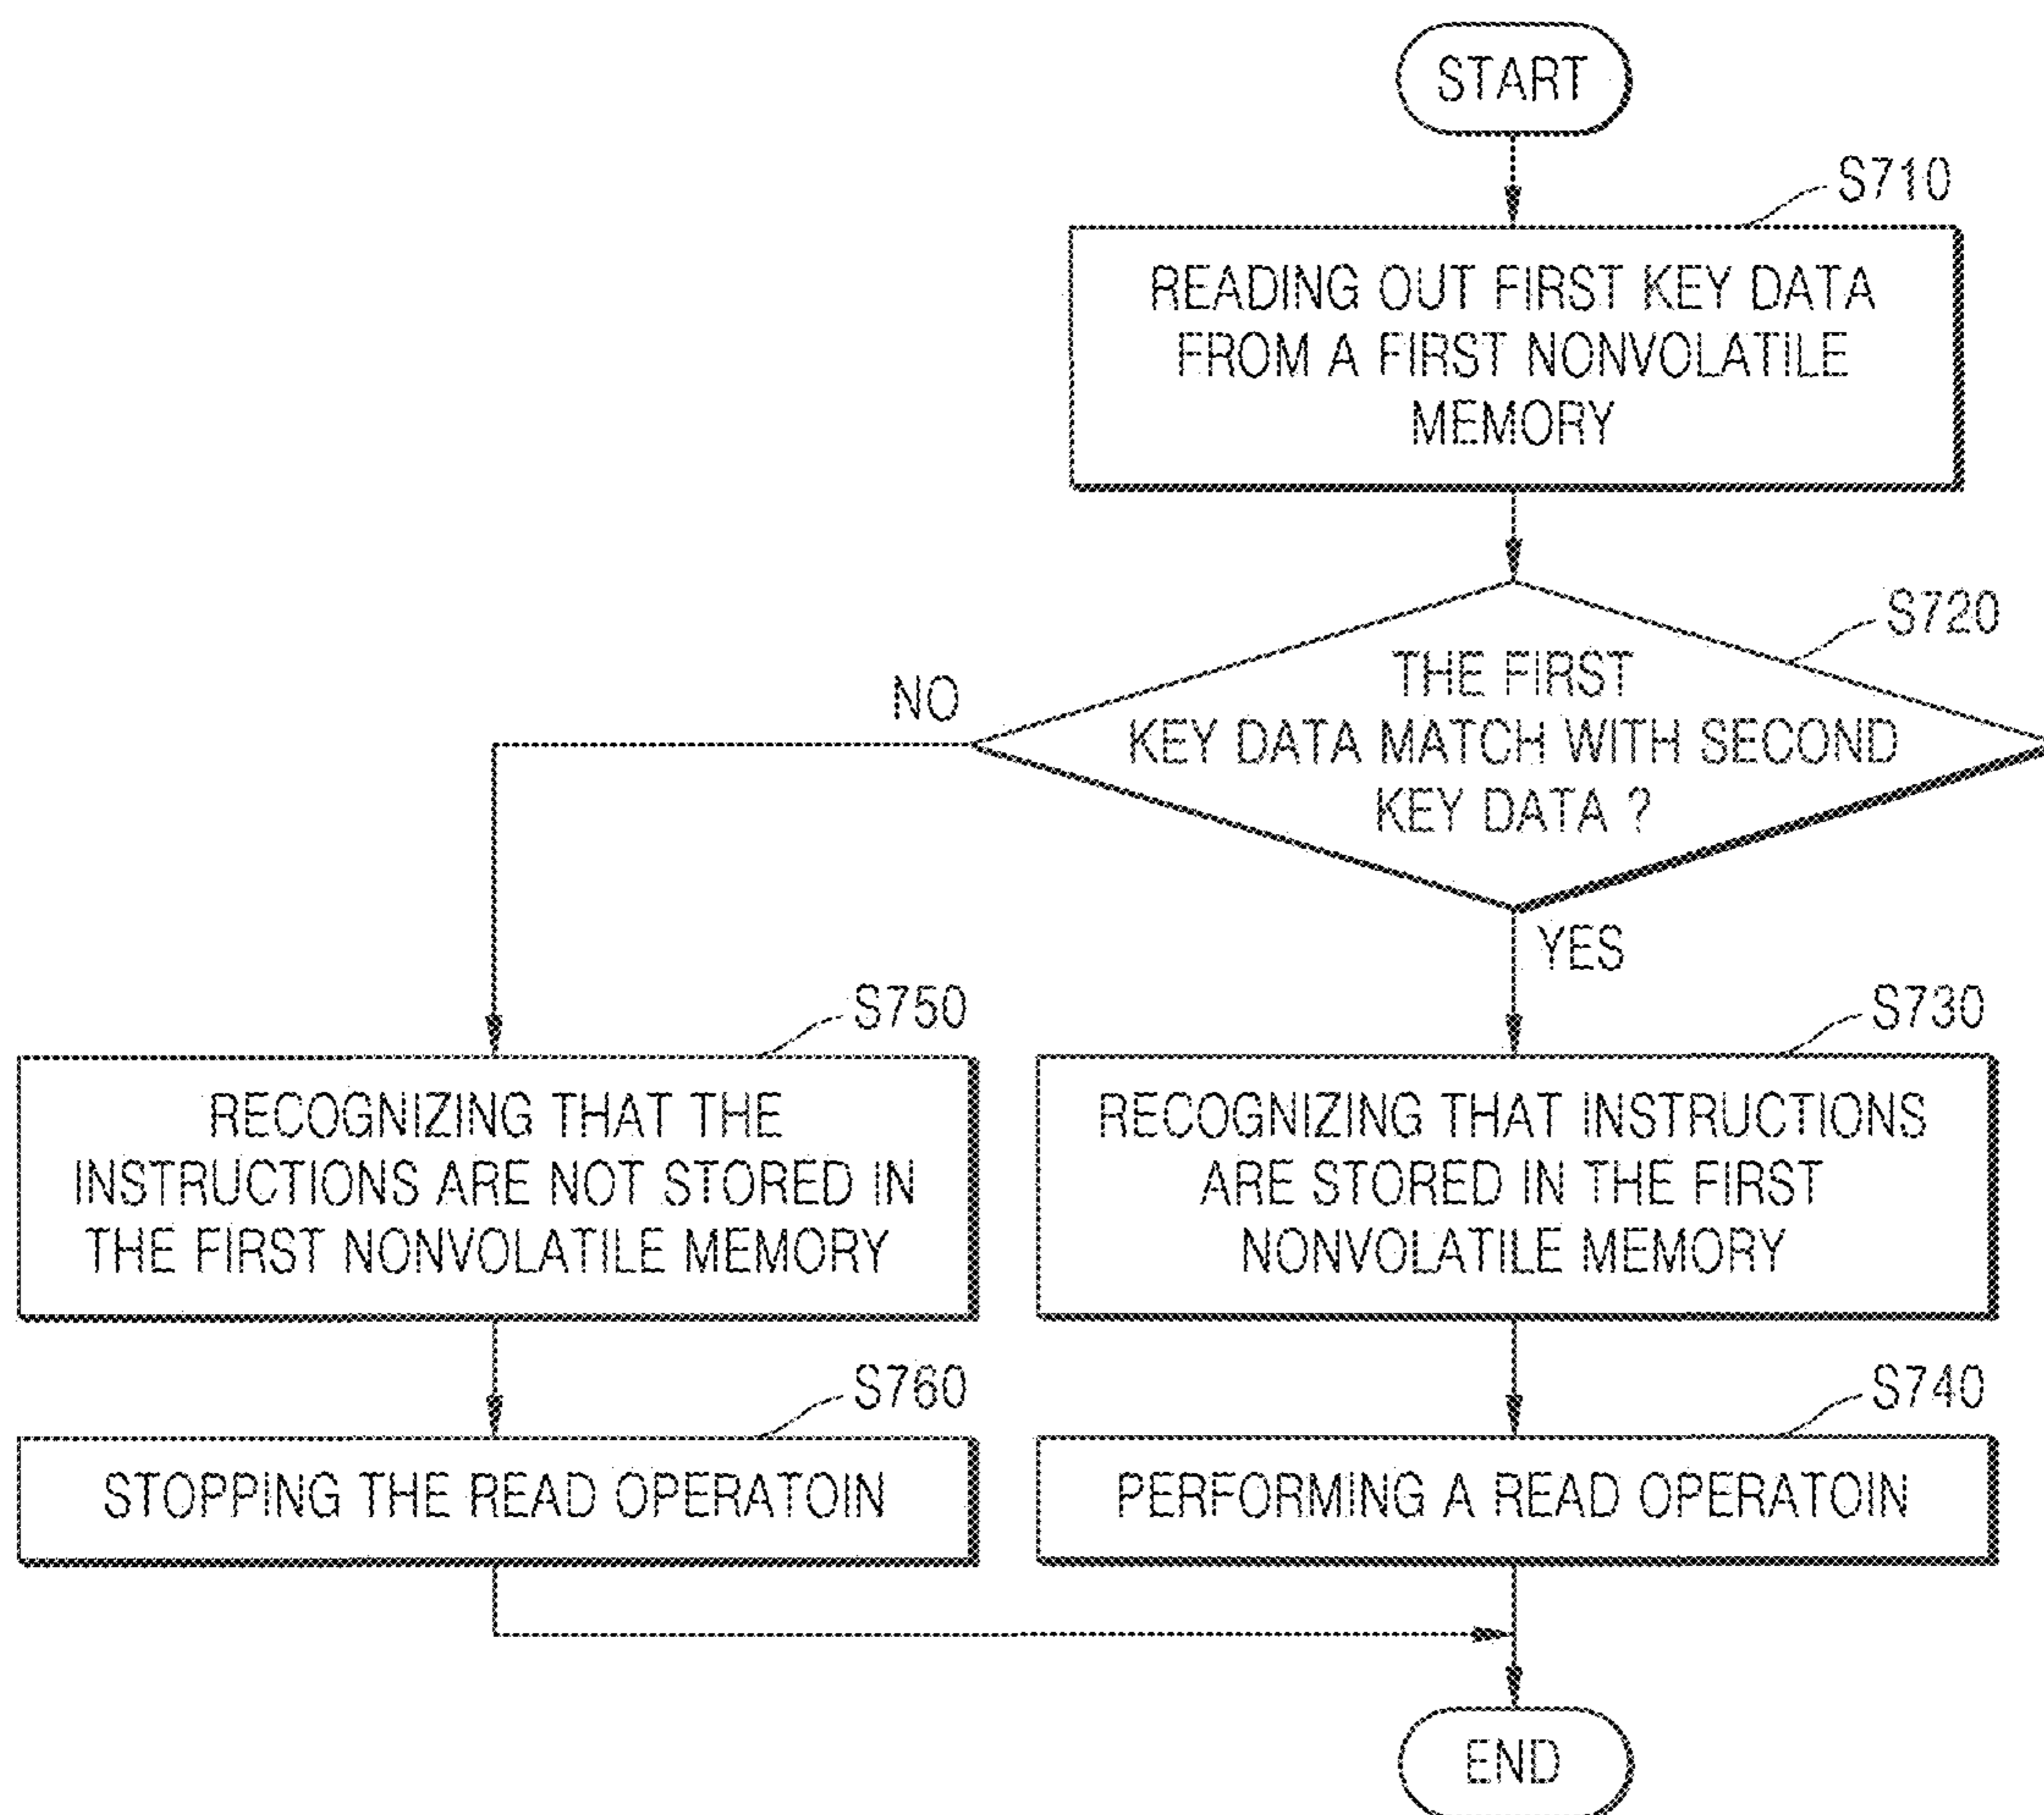 START
S710
READING OUT FIRST KEY DATA
FROM A FIRST NONVOLATILE
MEMORY
S720
THE FIRST
KEY DATA MATCH WITH SECOND
KEY DATA ?
NO
YES
S750
RECOGNIZING THAT THE
INSTRUCTIONS ARE NOT STORED IN
THE FIRST NONVOLATILE MEMORY
S730
RECOGNIZING THAT INSTRUCTIONS
ARE STORED IN THE FIRST
NONVOLATILE MEMORY
S760
STOPPING THE READ OPERATOIN
S740
PERFORMING A READ OPERATOIN
END